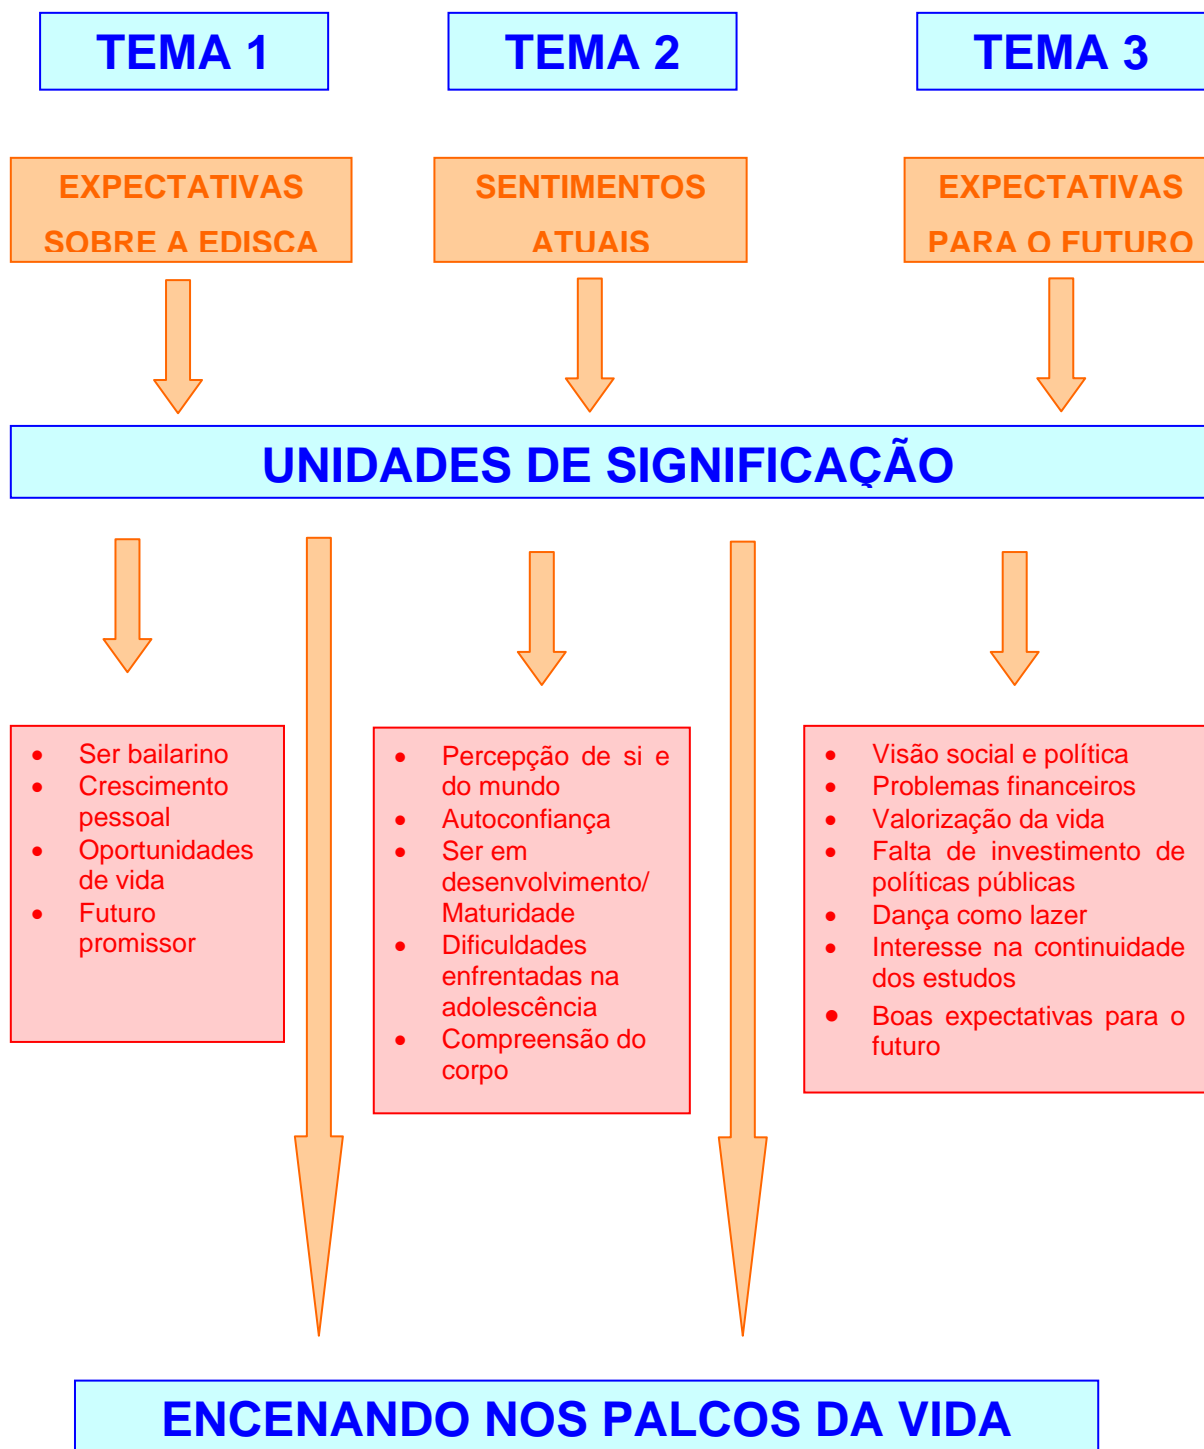 TEMA 1
TEMA 2
TEMA 3
EXPECTATIVAS
SOBRE A EDISCA
SENTIMENTOS
ATUAIS
EXPECTATIVAS
PARA O FUTURO
UNIDADES DE SIGNIFICAÇÃO
• Ser bailarino
• Crescimento
pessoal
• Oportunidades
de vida
• Futuro
promissor
• Percepção de si e
do mundo
• Autoconfiança
• Ser em
desenvolvimento/
Maturidade
• Dificuldades
enfrentadas na
adolescência
• Compreensão do
corpo
• Visão social e política
• Problemas financeiros
• Valorização da vida
• Falta de investimento de
políticas públicas
• Dança como lazer
• Interesse na continuidade
dos estudos
• Boas expectativas para o
futuro
ENCENANDO NOS PALCOS DA VIDA